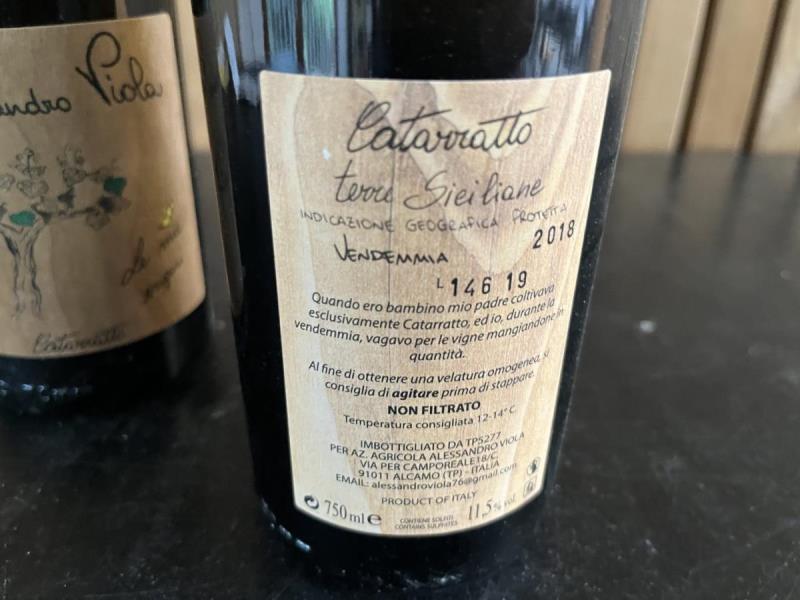 Viola
Catarratto
Catarratto
terre Siciliane
INDICAZIONE GEOGRAFICA PROTETTA
VENDEMMIA 2018
L 146 19
Quando ero bambino mio padre coltivava
esclusivamente Catarratto, ed io, durante la
vendemmia, vagavo per le vigne mangiandone in
quantità.
Al fine di ottenere una velatura omogenea, si
consiglia di agitare prima di stappare.
NON FILTRATO
Temperatura consigliata 12-14° C
IMBOTTIGLIATO DA TP5277
PER AZ. AGRICOLA ALESSANDRO VIOLA
VIA PER CAMPOREALE18/C
91011 ALCAMO (TP) - ITALIA
EMAIL: alessandroviola76@gmail.com
PRODUCT OF ITALY
750 ml e CONTIENE SOLFITI 11,5% vol.
CONTAINS SULPHITES